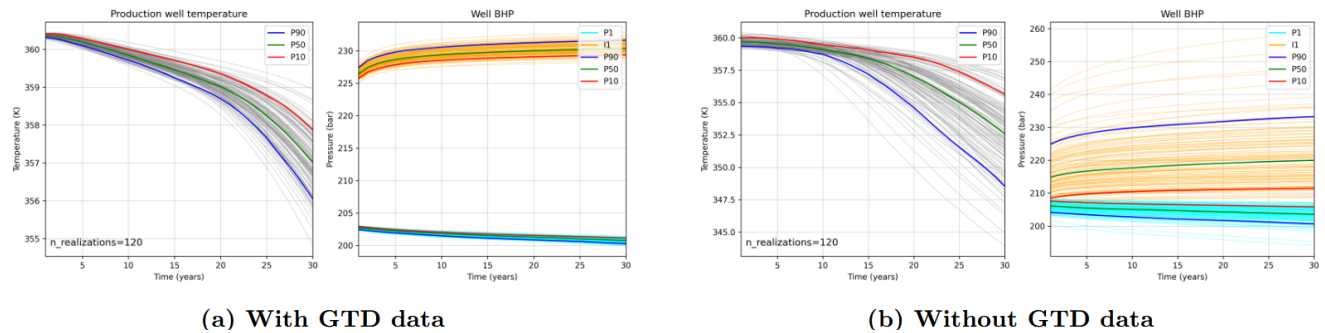 Production well temperature
P90
P50
P10
360
359
358
357
356
355
Temperature (K)
n_realizations=120
5
10
15
20
25
30
Time (years)
Well BHP
P1
I1
P90
P50
P10
230
225
220
215
210
205
200
Pressure (bar)
5
10
15
20
25
30
Time (years)
(a) With GTD data
Production well temperature
P90
P50
P10
360.0
357.5
355.0
352.5
350.0
347.5
345.0
Temperature (K)
n_realizations=120
5
10
15
20
25
30
Time (years)
Well BHP
P1
I1
P90
P50
P10
260
250
240
230
220
210
200
Pressure (bar)
5
10
15
20
25
30
Time (years)
(b) Without GTD data